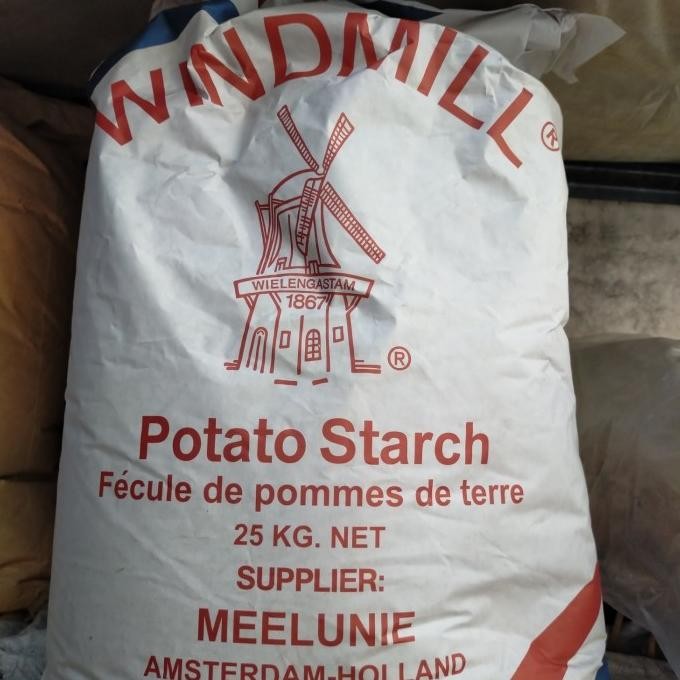 WINDMILL®
WIELENGASTAM
1867
®
Potato Starch
Fécule de pommes de terre
25 KG. NET
SUPPLIER:
MEELUNIE
AMSTERDAM-HOLLAND